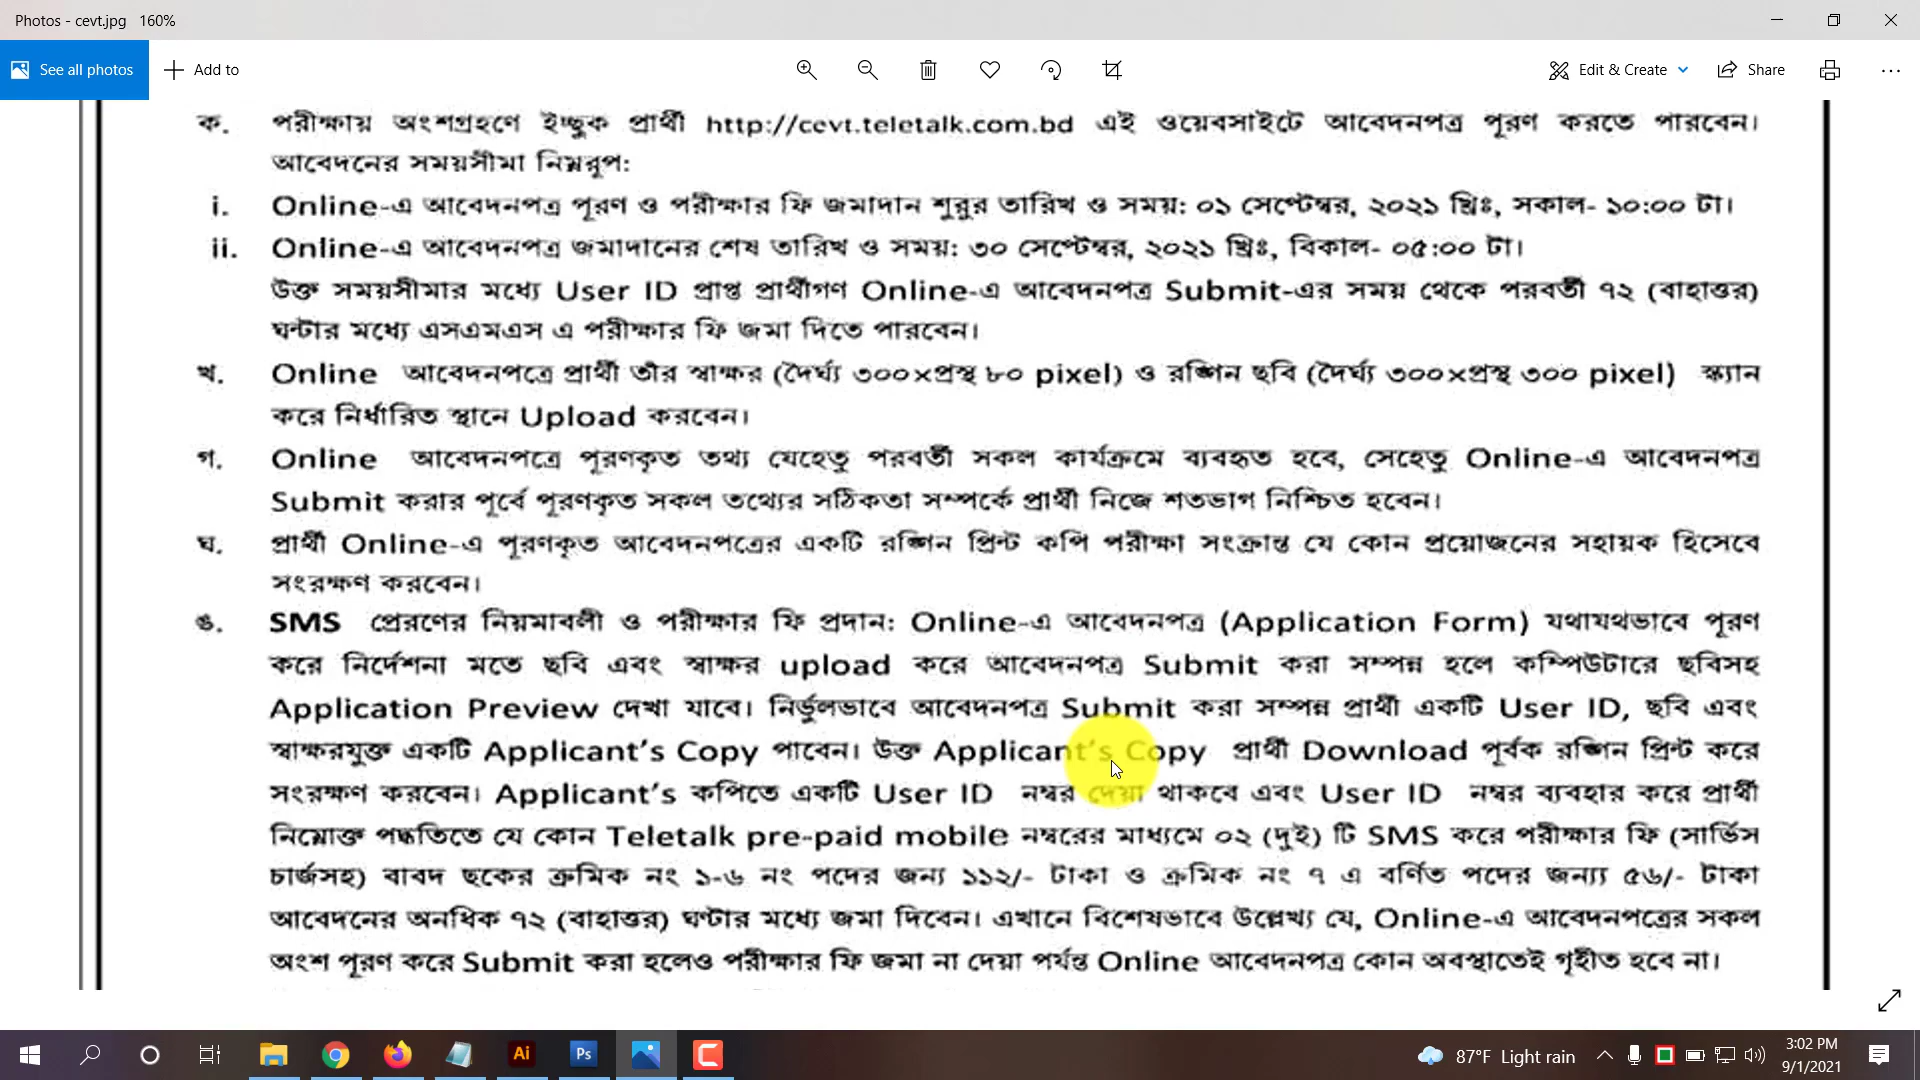 Photos - cevt.jpg 160%
See all photos
Add to
Edit & Create
Share
ক. পরীক্ষায় অংশগ্রহণে ইচ্ছুক প্রার্থী http://cevt.teletalk.com.bd এই ওয়েবসাইটে আবেদনপত্র পূরণ করতে পারবেন।
আবেদনের সময়সীমা নিম্নরূপ:
i. Online-এ আবেদনপত্র পূরণ ও পরীক্ষার ফি জমাদান শুরুর তারিখ ও সময়: ০১ সেপ্টেম্বর, ২০২১ খ্রিঃ, সকাল- ১০:০০ টা।
ii. Online-এ আবেদনপত্র জমাদানের শেষ তারিখ ও সময়: ৩০ সেপ্টেম্বর, ২০২১ খ্রিঃ, বিকাল- ০৫:০০ টা।
উক্ত সময়সীমার মধ্যে User ID প্রাপ্ত প্রার্থীগণ Online-এ আবেদনপত্র Submit-এর সময় থেকে পরবর্তী ৭২ (বাহাত্তর)
ঘন্টার মধ্যে এসএমএস এ পরীক্ষার ফি জমা দিতে পারবেন।
খ. Online আবেদনপত্রে প্রার্থী তাঁর স্বাক্ষর (দৈর্ঘ্য ৩০০xপ্রস্থ ৮০ pixel) ও রঙ্গিন ছবি (দৈর্ঘ্য ৩০০xপ্রস্থ ৩০০ pixel) স্ক্যান
করে নির্ধারিত স্থানে Upload করবেন।
গ. Online আবেদনপত্রে পূরণকৃত তথ্য যেহেতু পরবর্তী সকল কার্যক্রমে ব্যবহৃত হবে, সেহেতু Online-এ আবেদনপত্র
Submit করার পূর্বে পূরণকৃত সকল তথ্যের সঠিকতা সম্পর্কে প্রার্থী নিজে শতভাগ নিশ্চিত হবেন।
ঘ. প্রার্থী Online-এ পূরণকৃত আবেদনপত্রের একটি রঙ্গিন প্রিন্ট কপি পরীক্ষা সংক্রান্ত যে কোন প্রয়োজনের সহায়ক হিসেবে
সংরক্ষণ করবেন।
ঙ. SMS প্রেরণের নিয়মাবলী ও পরীক্ষার ফি প্রদান: Online-এ আবেদনপত্র (Application Form) যথাযথভাবে পূরণ
করে নির্দেশনা মতে ছবি এবং স্বাক্ষর upload করে আবেদনপত্র Submit করা সম্পন্ন হলে কম্পিউটারে ছবিসহ
Application Preview দেখা যাবে। নির্ভুলভাবে আবেদনপত্র Submit করা সম্পন্ন প্রার্থী একটি User ID, ছবি এবং
স্বাক্ষরযুক্ত একটি Applicant's Copy পাবেন। উক্ত Applicant's Copy প্রার্থী Download পূর্বক রঙ্গিন প্রিন্ট করে
সংরক্ষণ করবেন। Applicant's কপিতে একটি User ID নম্বর দেয়া থাকবে এবং User ID নম্বর ব্যবহার করে প্রার্থী
নিম্নোক্ত পদ্ধতিতে যে কোন Teletalk pre-paid mobile নম্বরের মাধ্যমে ০২ (দুই) টি SMS করে পরীক্ষার ফি (সার্ভিস
চার্জসহ) বাবদ ছকের ক্রমিক নং ১-৬ নং পদের জন্য ১১২/- টাকা ও ক্রমিক নং ৭ এ বর্ণিত পদের জন্য্য ৫৬/- টাকা
আবেদনের অনধিক ৭২ (বাহাত্তর) ঘণ্টার মধ্যে জমা দিবেন। এখানে বিশেষভাবে উল্লেখ্য যে, Online-এ আবেদনপত্রের সকল
অংশ পূরণ করে Submit করা হলেও পরীক্ষার ফি জমা না দেয়া পর্যন্ত Online আবেদনপত্র কোন অবস্থাতেই গৃহীত হবে না।
Ai
Ps
87°F Light rain
3:02 PM
9/1/2021